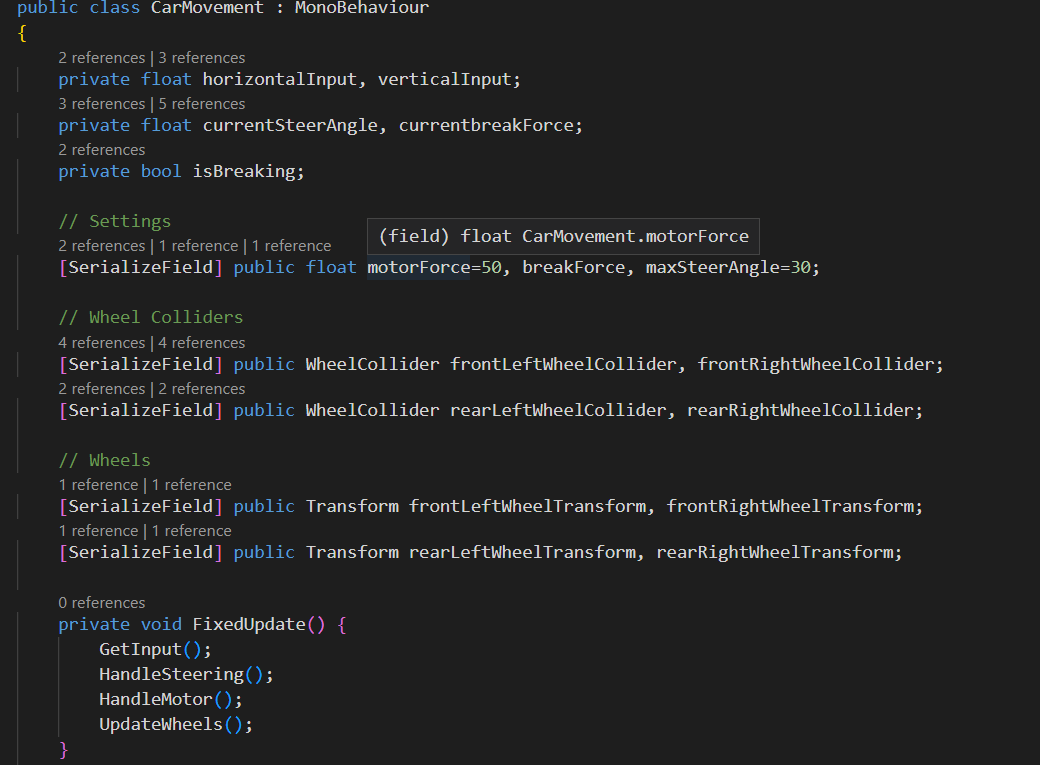 public class CarMovement : MonoBehaviour
{
2 references | 3 references
private float horizontalInput, verticalInput;
3 references | 5 references
private float currentSteerAngle, currentbreakForce;
2 references
private bool isBreaking;
// Settings
(field) float CarMovement.motorForce
2 references | 1 reference | 1 reference
[SerializeField] public float motorForce=50, breakForce, maxSteerAngle=30;
// Wheel Colliders
4 references | 4 references
[SerializeField] public WheelCollider frontLeftWheelCollider, frontRightWheelCollider;
2 references | 2 references
[SerializeField] public WheelCollider rearLeftWheelCollider, rearRightWheelCollider;
// Wheels
1 reference | 1 reference
[SerializeField] public Transform frontLeftWheelTransform, frontRightWheelTransform;
1 reference | 1 reference
[SerializeField] public Transform rearLeftWheelTransform, rearRightWheelTransform;
0 references
private void FixedUpdate() {
GetInput();
HandleSteering();
HandleMotor();
UpdateWheels();
}